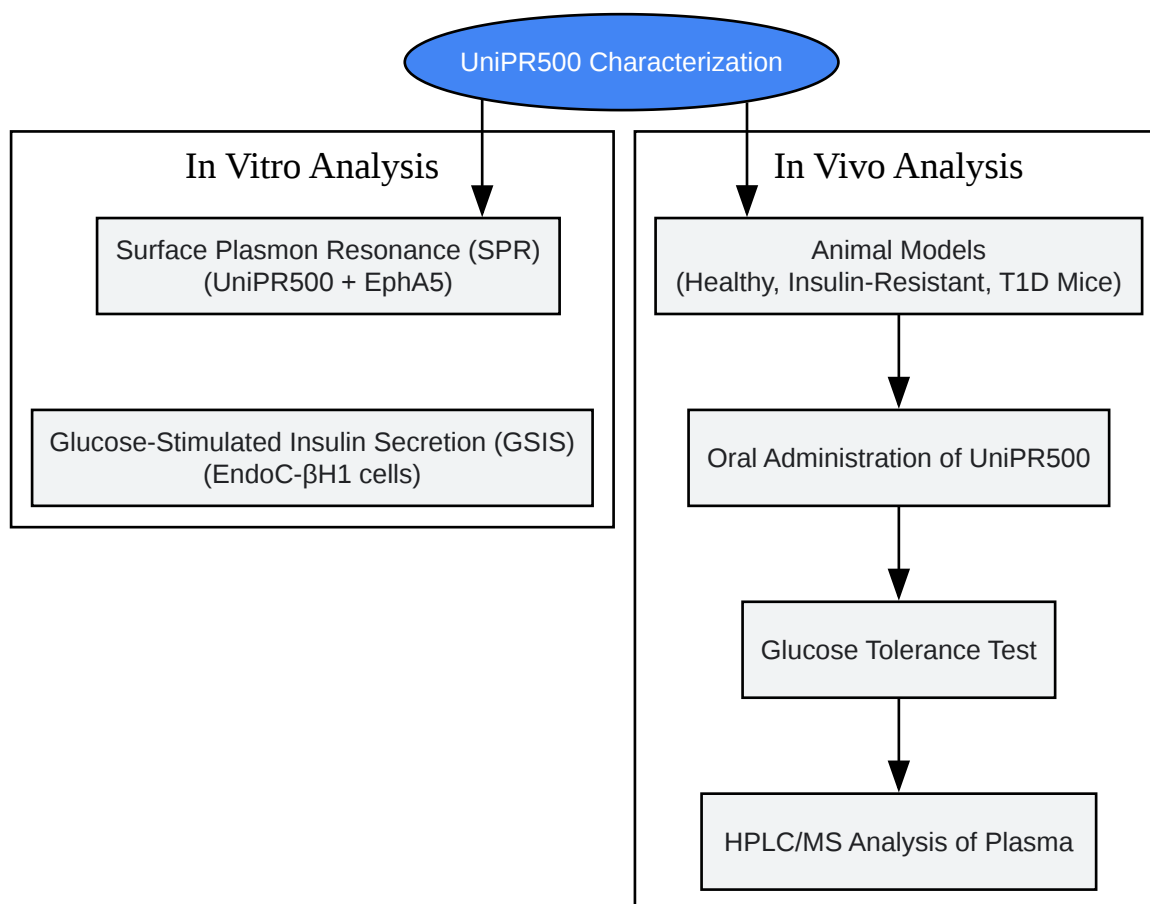 UniPR500 Characterization
In Vitro Analysis
Surface Plasmon Resonance (SPR)
(UniPR500 + EphA5)
Glucose-Stimulated Insulin Secretion (GSIS)
(EndoC-βH1 cells)
In Vivo Analysis
Animal Models
(Healthy, Insulin-Resistant, T1D Mice)
Oral Administration of UniPR500
Glucose Tolerance Test
HPLC/MS Analysis of Plasma